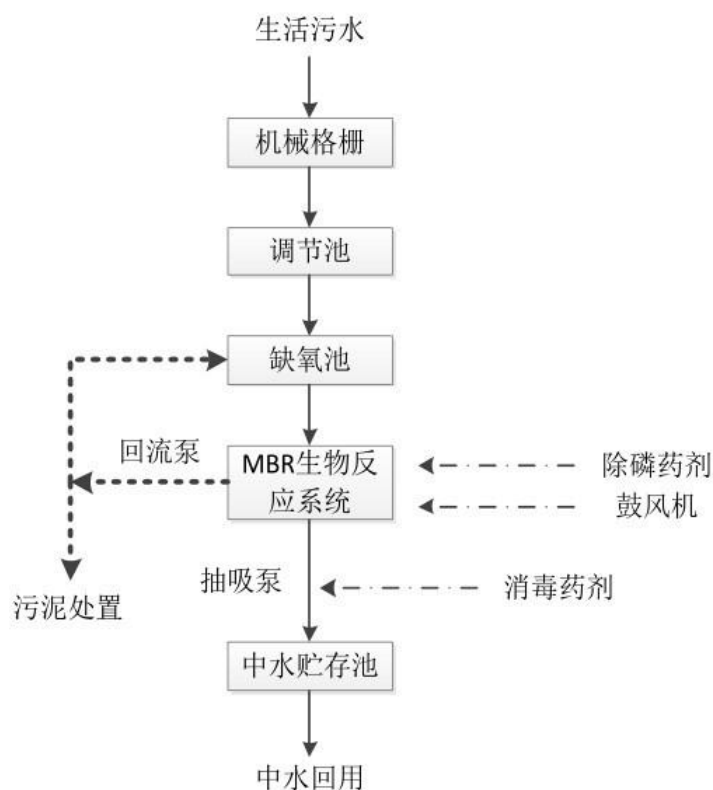 生活污水
机械格栅
调节池
缺氧池
回流泵
MBR生物反
应系统
除磷药剂
鼓风机
污泥处置
抽吸泵
消毒药剂
中水贮存池
中水回用